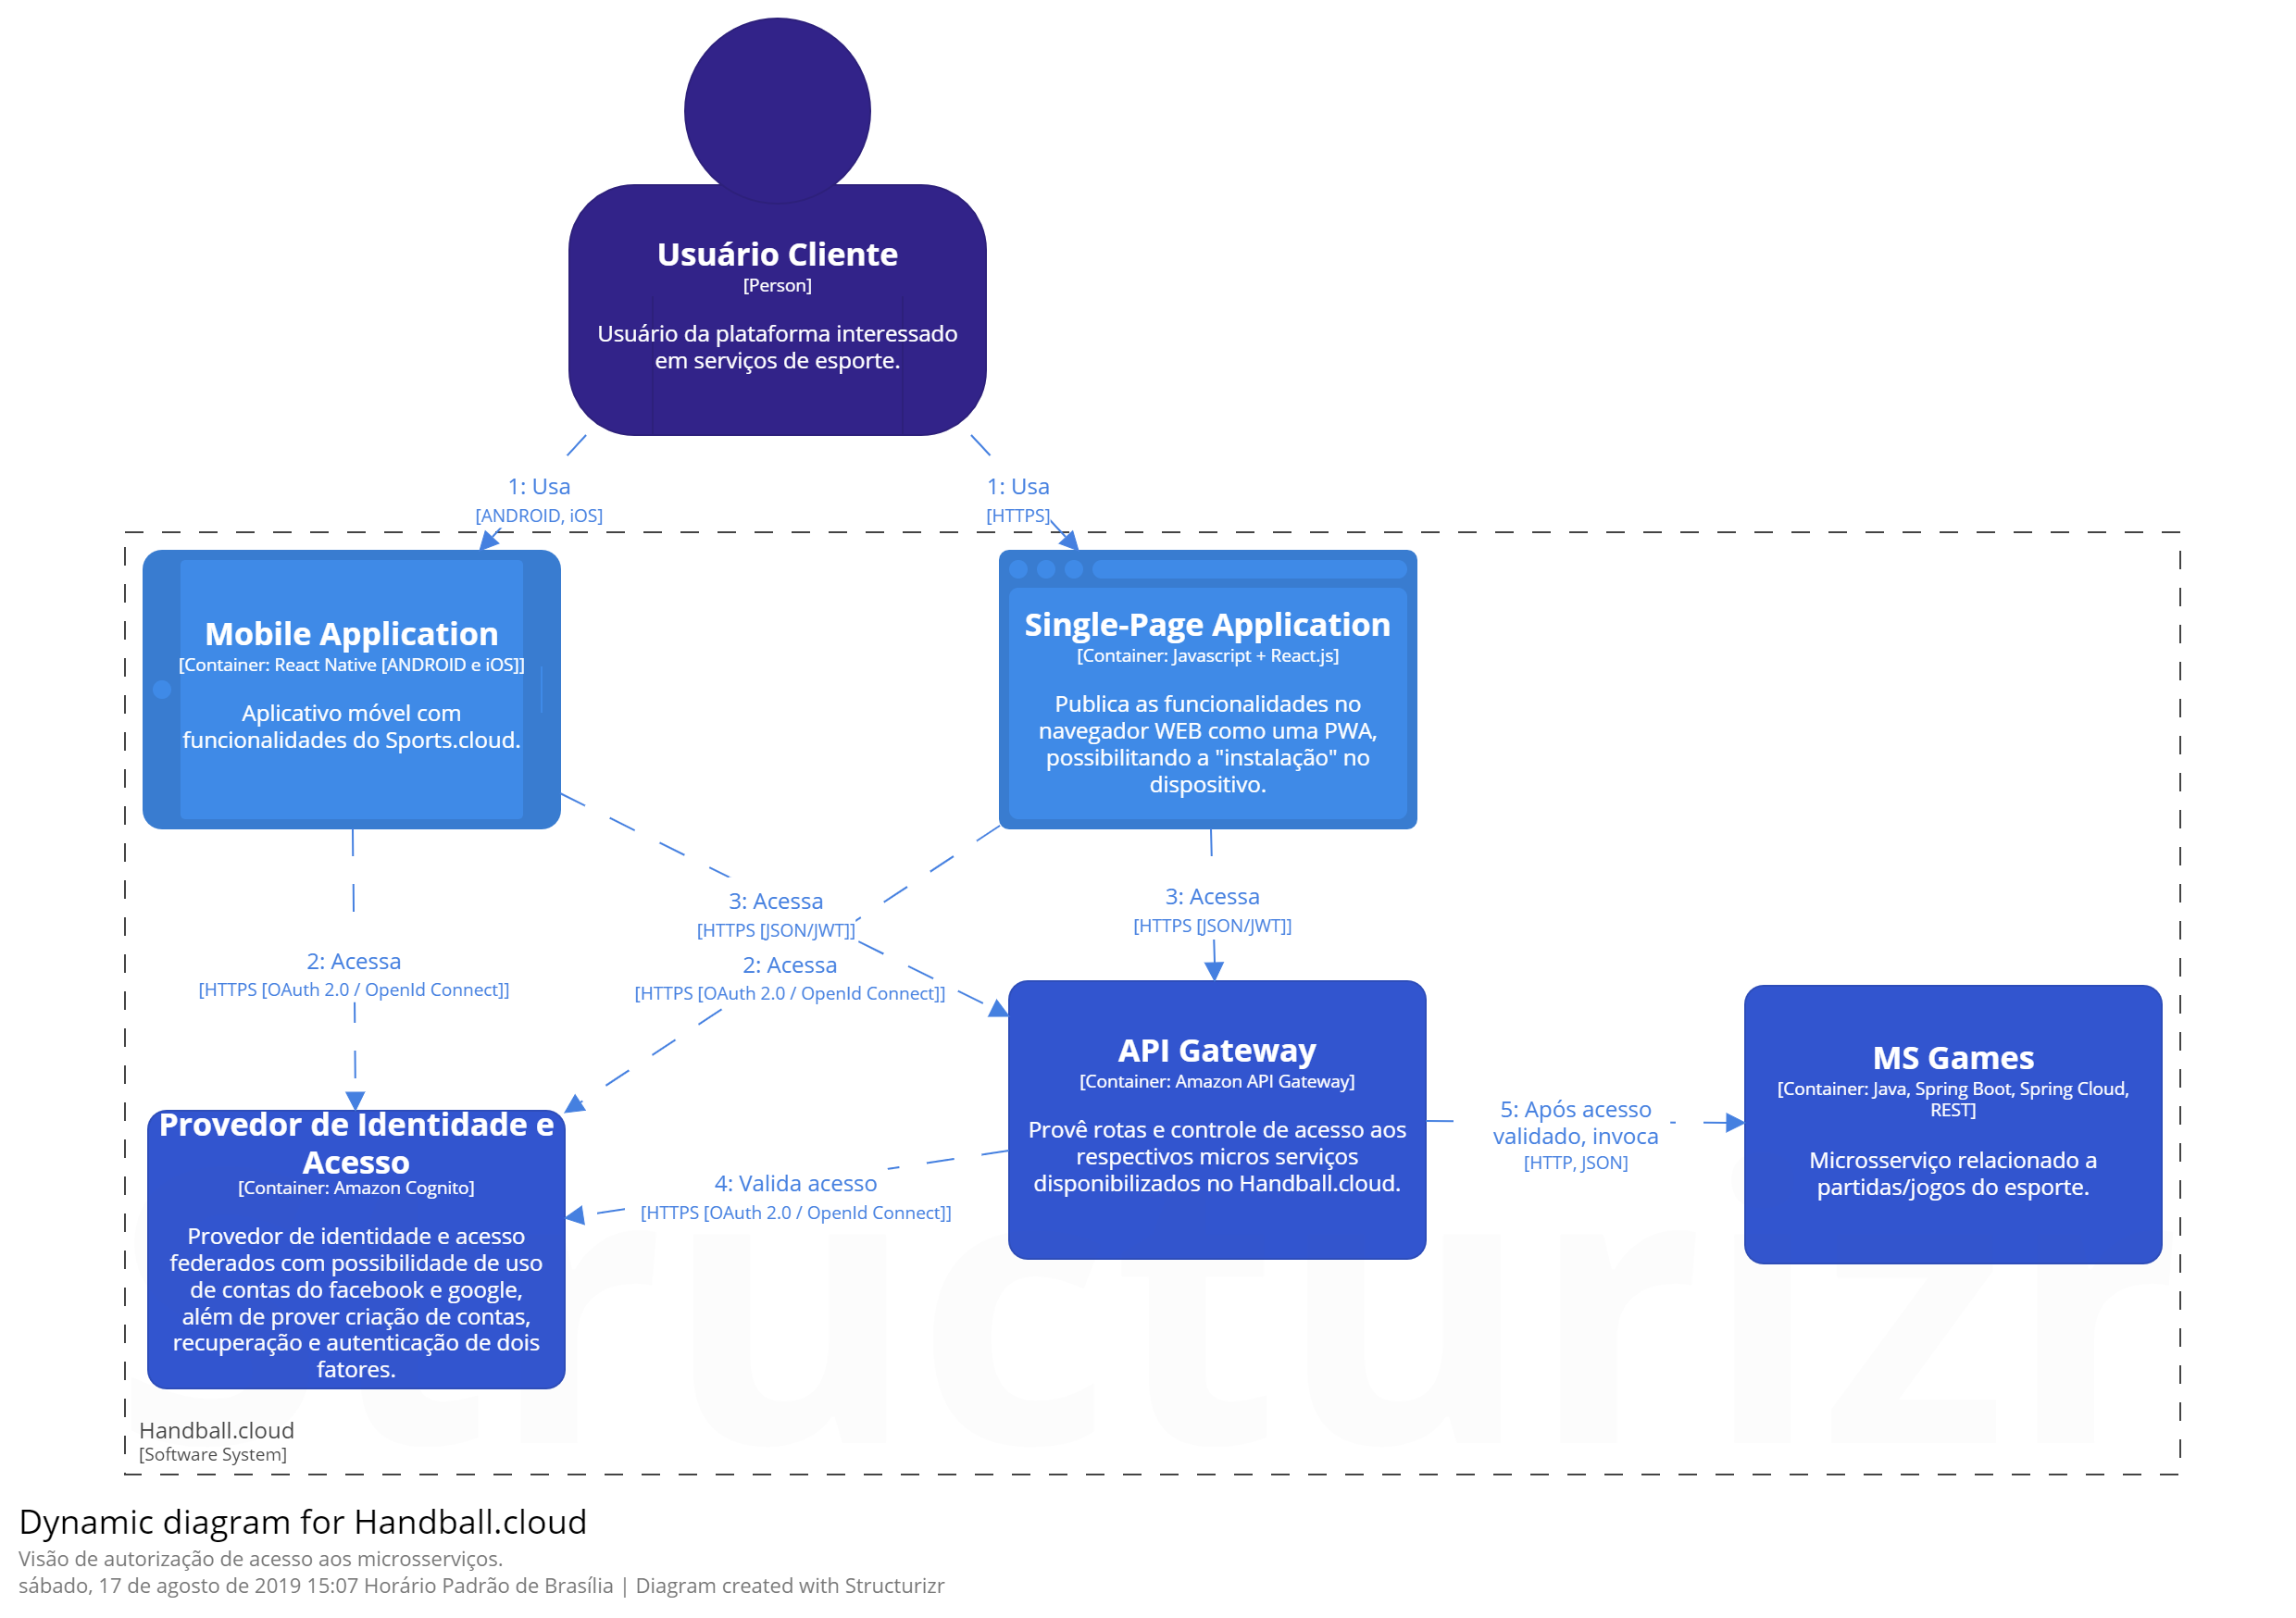 Usuário Cliente
[Person]
Usuário da plataforma interessado
em serviços de esporte.
1: Usa
[ANDROID, iOS]
1: Usa
[HTTPS]
Mobile Application
[Container: React Native [ANDROID e iOS]]
Aplicativo móvel com
funcionalidades do Sports.cloud.
Single-Page Application
[Container: Javascript + React.js]
Publica as funcionalidades no
navegador WEB como uma PWA,
possibilitando a "instalação" no
dispositivo.
3: Acessa
[HTTPS [JSON/JWT]]
3: Acessa
[HTTPS [JSON/JWT]]
2: Acessa
[HTTPS [OAuth 2.0 / OpenId Connect]]
2: Acessa
[HTTPS [OAuth 2.0 / OpenId Connect]]
API Gateway
[Container: Amazon API Gateway]
Provê rotas e controle de acesso aos
respectivos micros serviços
disponibilizados no Handball.cloud.
5: Após acesso
validado, invoca
[HTTP, JSON]
MS Games
[Container: Java, Spring Boot, Spring Cloud,
REST]
Microsserviço relacionado a
partidas/jogos do esporte.
Provedor de Identidade e
Acesso
[Container: Amazon Cognito]
Provedor de identidade e acesso
federados com possibilidade de uso
de contas do facebook e google,
além de prover criação de contas,
recuperação e autenticação de dois
fatores.
4: Valida acesso
[HTTPS [OAuth 2.0 / OpenId Connect]]
Structurizr
Handball.cloud
[Software System]
Dynamic diagram for Handball.cloud
Visão de autorização de acesso aos microsserviços.
sábado, 17 de agosto de 2019 15:07 Horário Padrão de Brasília | Diagram created with Structurizr